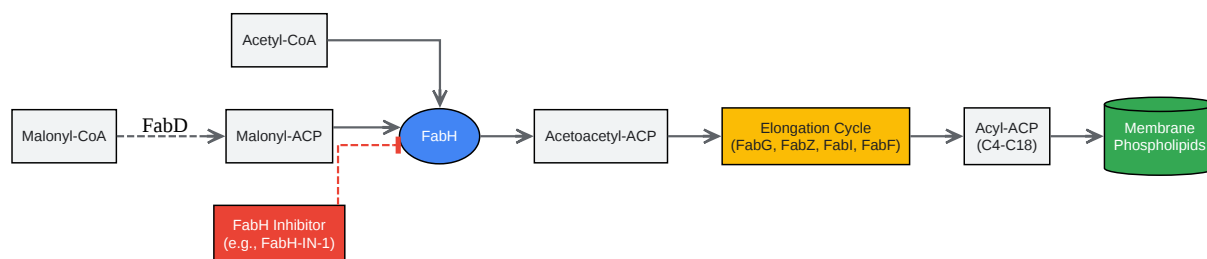 Acetyl-CoA
Malonyl-CoA
FabD
Malonyl-ACP
FabH
Acetoacetyl-ACP
Elongation Cycle
(FabG, FabZ, FabI, FabF)
Acyl-ACP
(C4-C18)
Membrane
Phospholipids
FabH Inhibitor
(e.g., FabH-IN-1)